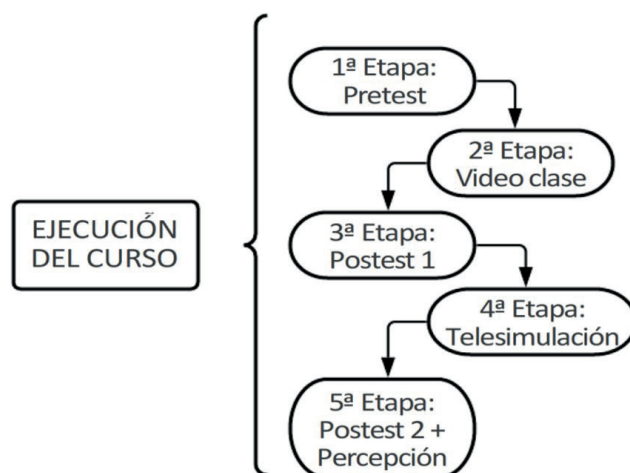 EJECUCIÓN
DEL CURSO
1ª Etapa:
Pretest
2ª Etapa:
Video clase
3ª Etapa:
Postest 1
4ª Etapa:
Telesimulación
5ª Etapa:
Postest 2 +
Percepción